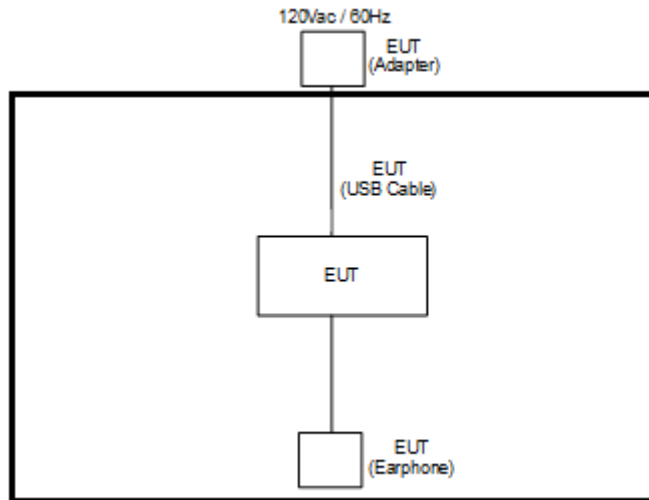 120Vac / 60Hz
EUT
(Adapter)
EUT
(USB Cable)
EUT
EUT
(Earphone)